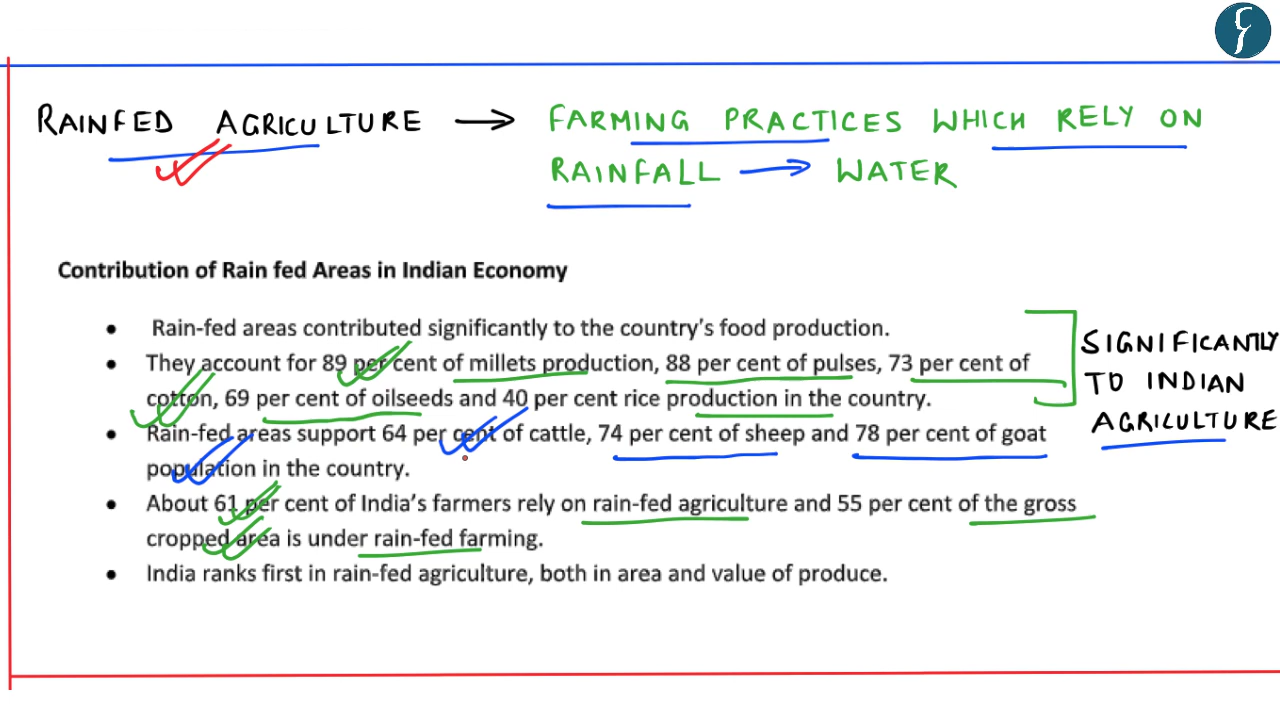 RAINFED AGRICULTURE → FARMING PRACTICES WHICH RELY ON
RAINFALL → WATER
Contribution of Rain fed Areas in Indian Economy
• Rain-fed areas contributed significantly to the country's food production.
• They account for 89 per cent of millets production, 88 per cent of pulses, 73 per cent of
cotton, 69 per cent of oilseeds and 40 per cent rice production in the country.
• Rain-fed areas support 64 per cent of cattle, 74 per cent of sheep and 78 per cent of goat
population in the country.
• About 61 per cent of India's farmers rely on rain-fed agriculture and 55 per cent of the gross
cropped area is under rain-fed farming.
• India ranks first in rain-fed agriculture, both in area and value of produce.
SIGNIFICANTLY
TO INDIAN
AGRICULTURE